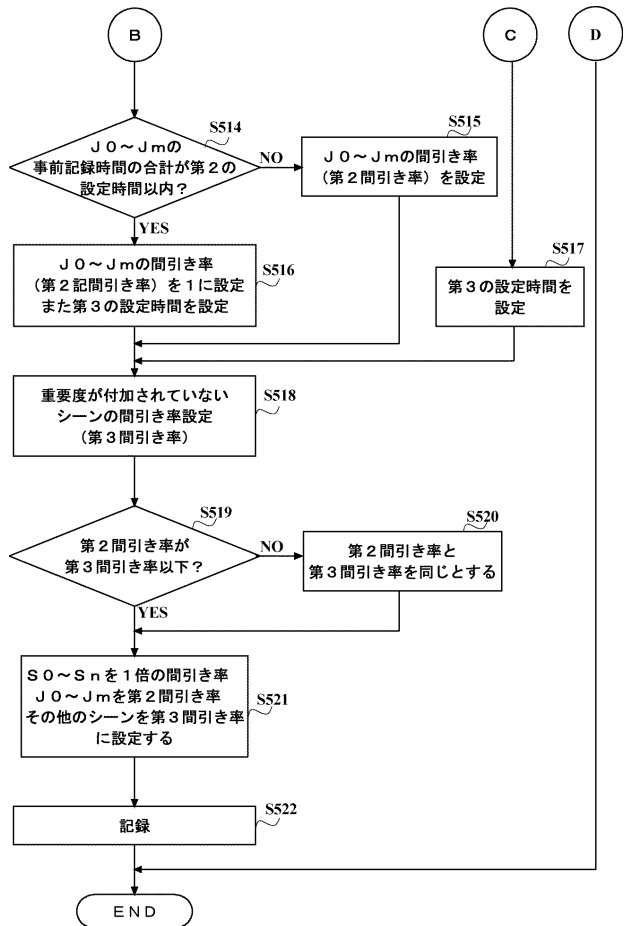 B
C
D
S514
J0～Jmの
事前記録時間の合計が第2の
設定時間以内？
NO
YES
S515
J0～Jmの間引き率
（第2間引き率）を設定
S516
J0～Jmの間引き率
（第2記間引き率）を1に設定
また第3の設定時間を設定
S517
第3の設定時間を
設定
S518
重要度が付加されていない
シーンの間引き率設定
（第3間引き率）
S519
第2間引き率が
第3間引き率以下？
NO
YES
S520
第2間引き率と
第3間引き率を同じとする
S521
S0～Snを1倍の間引き率
J0～Jmを第2間引き率
その他のシーンを第3間引き率
に設定する
S522
記録
END